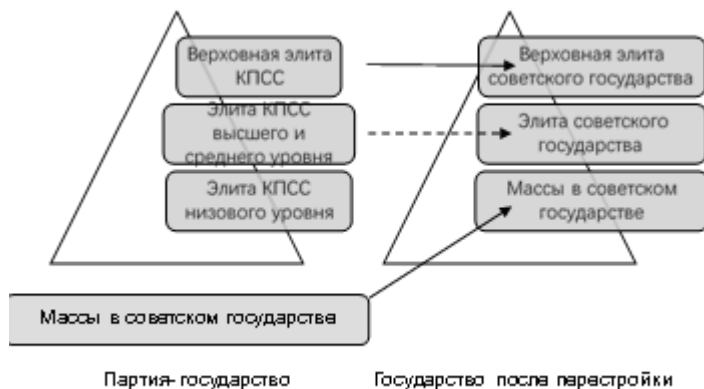 Верховная элита
КПСС
Элита КПСС
высшего и
среднего уровня
Элита КПСС
низового уровня
Массы в советском государстве
Партия-государство
Верховная элита
советского государства
Элита советского
государства
Массы в советском
государстве
Государство после перестройки